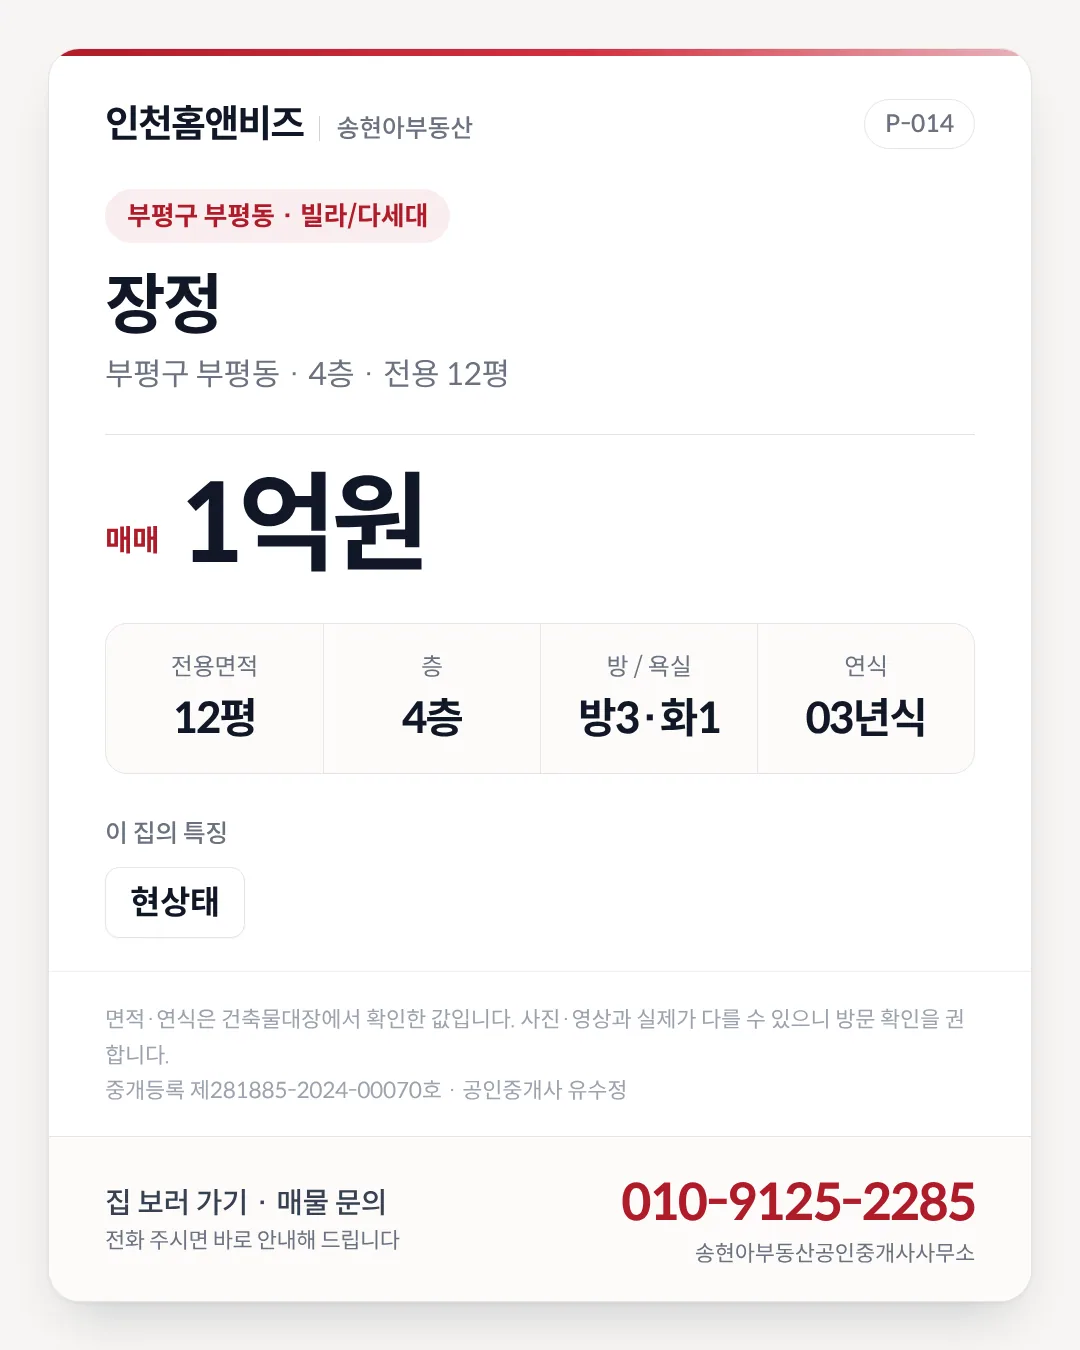 인천홈앤비즈 | 송현아부동산
P-014
부평구 부평동 · 빌라/다세대
장정
부평구 부평동 · 4층 · 전용 12평
매매 1억원
전용면적 층 방 / 욕실 연식
12평 4층 방3·화1 03년식
이 집의 특징
현상태
면적·연식은 건축물대장에서 확인한 값입니다. 사진·영상과 실제가 다를 수 있으니 방문 확인을 권
합니다.
중개등록 제281885-2024-00070호 · 공인중개사 유수정
집 보러 가기 · 매물 문의
전화 주시면 바로 안내해 드립니다
010-9125-2285
송현아부동산공인중개사사무소